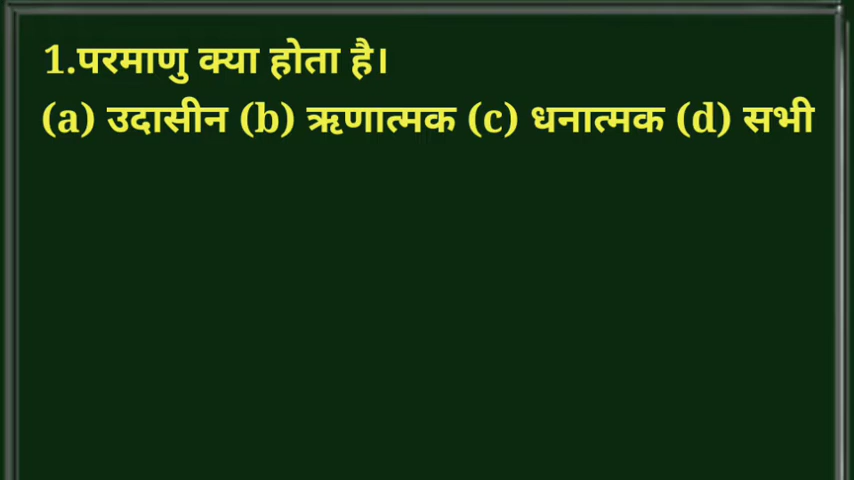 1.परमाणु क्या होता है।
(a) उदासीन (b) ऋणात्मक (c) धनात्मक (d) सभी